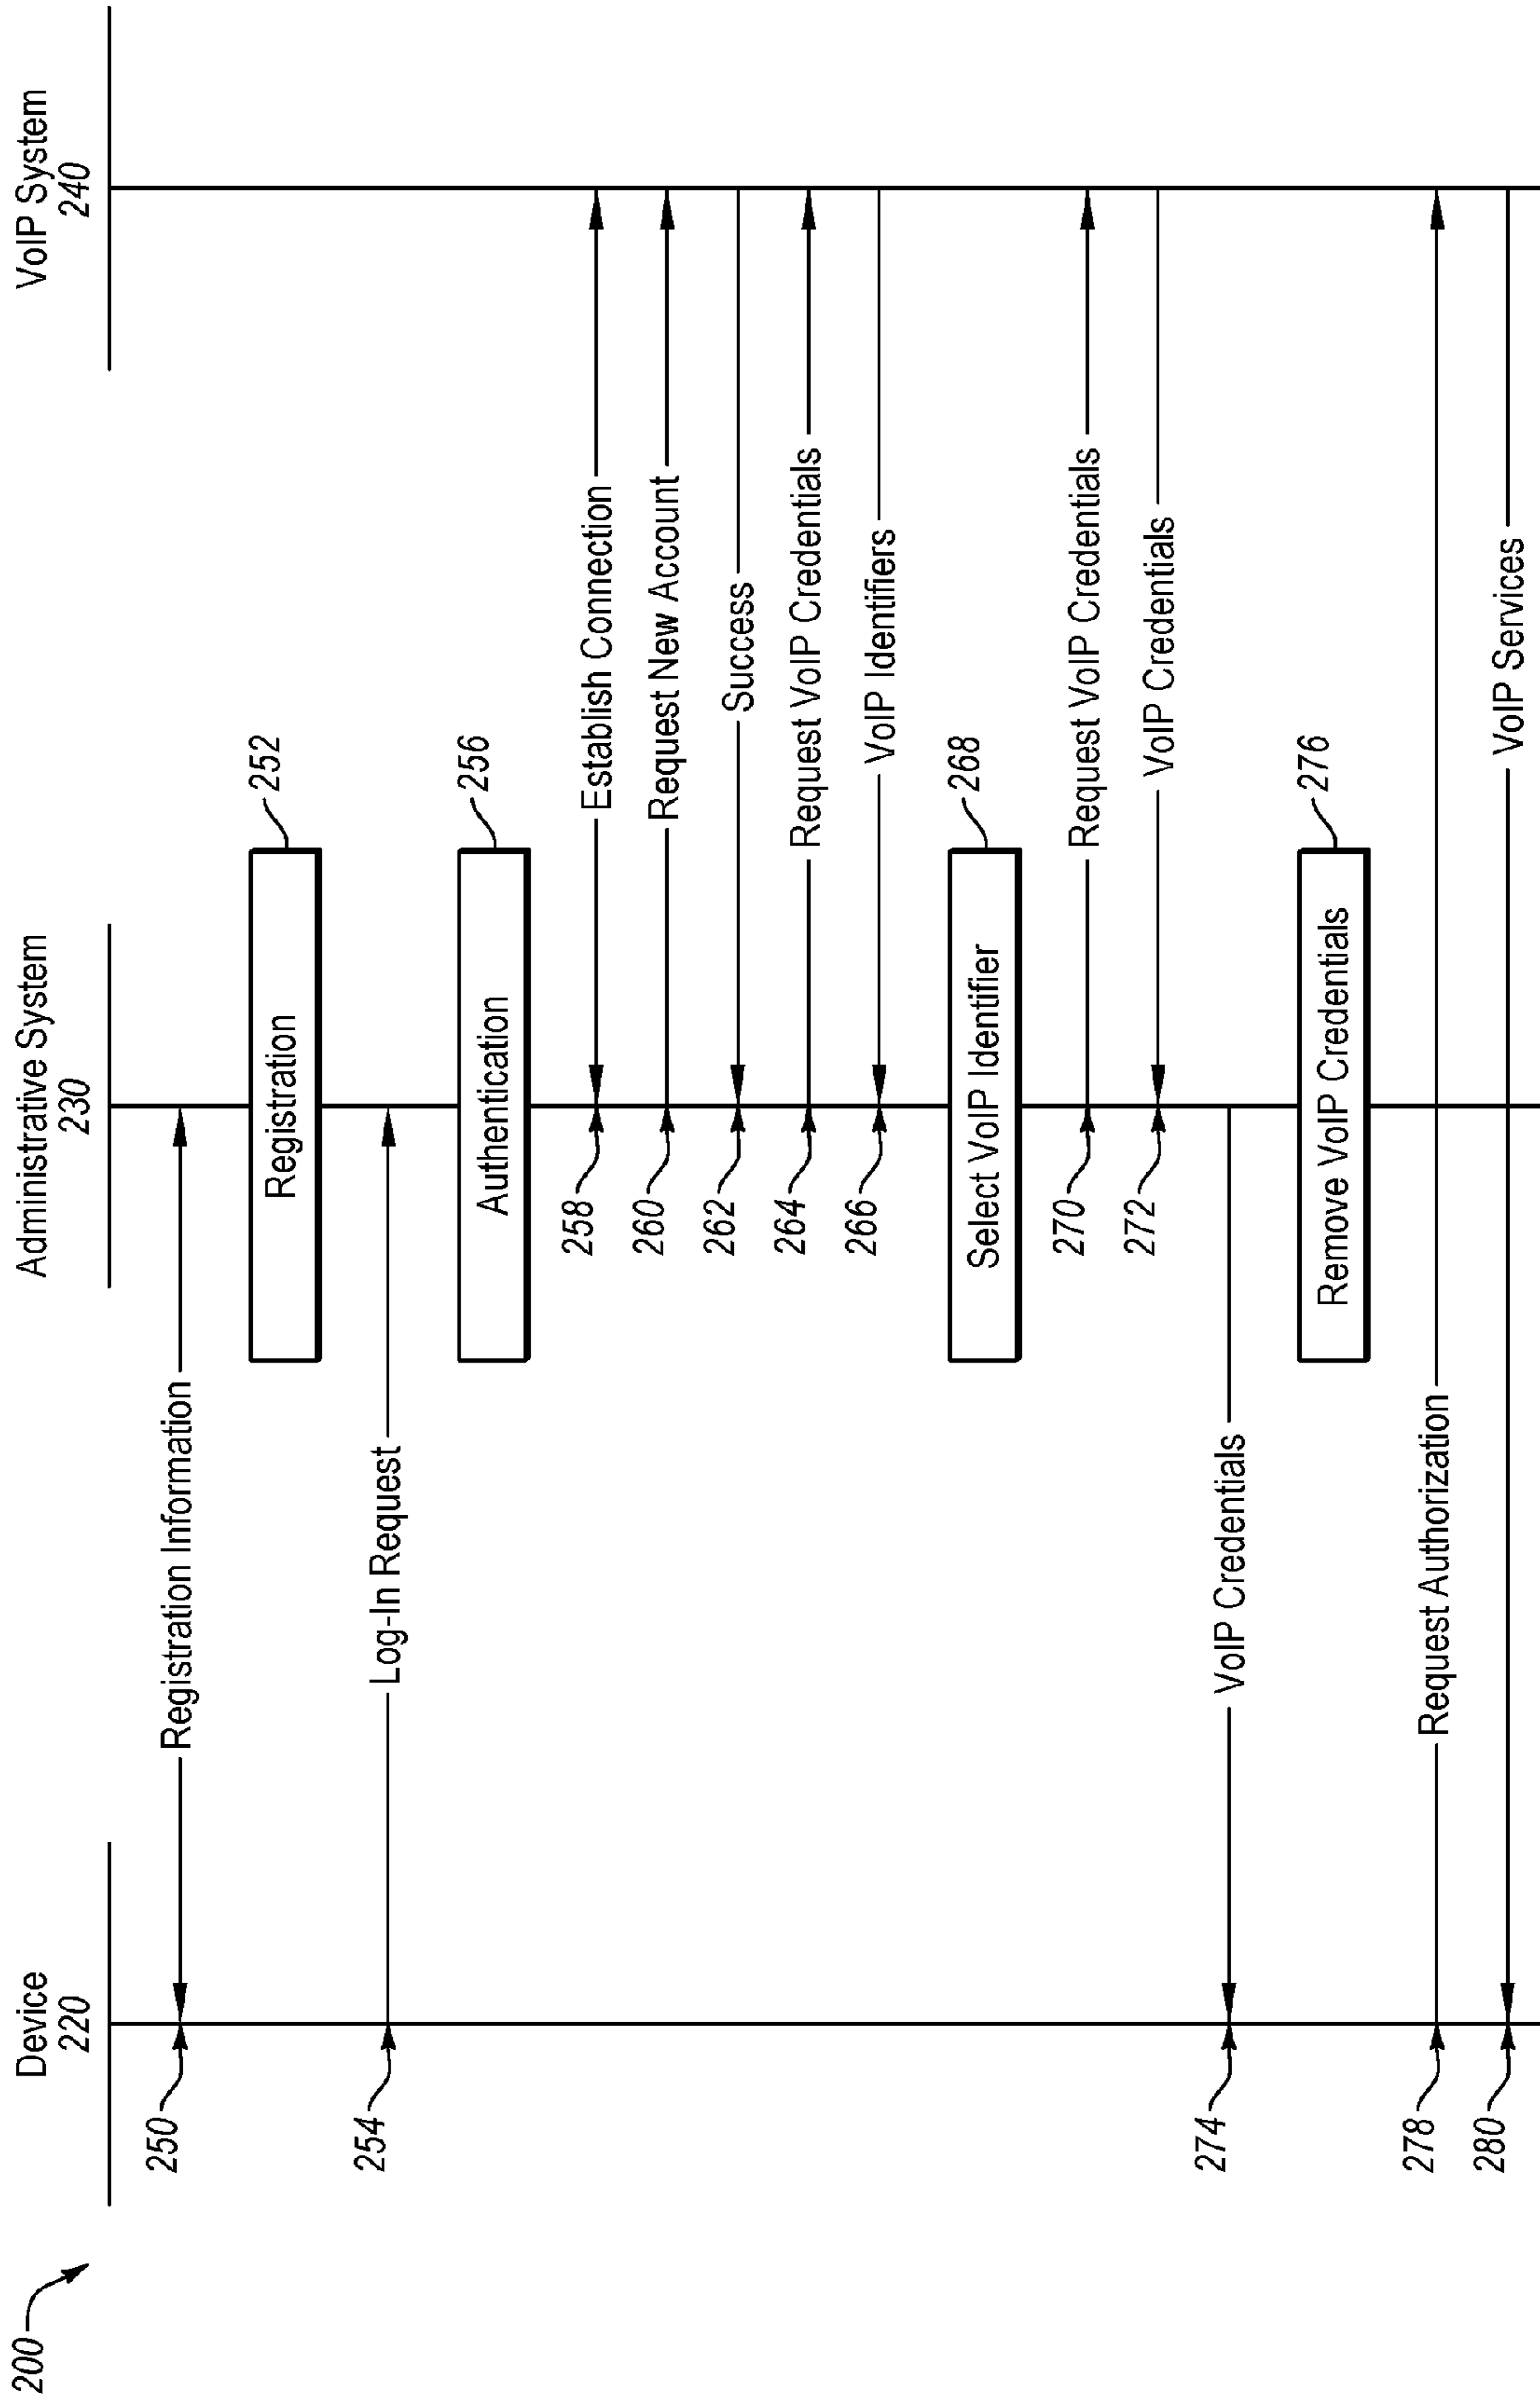 200
Device
220
Administrative System
230
VoIP System
240
250
Registration Information
Registration
252
254
Log-In Request
Authentication
256
258
Establish Connection
260
Request New Account
262
Success
264
Request VoIP Credentials
266
VoIP Identifiers
Select VoIP Identifier
268
270
Request VoIP Credentials
272
VoIP Credentials
274
VoIP Credentials
Remove VoIP Credentials
276
278
Request Authorization
280
VoIP Services